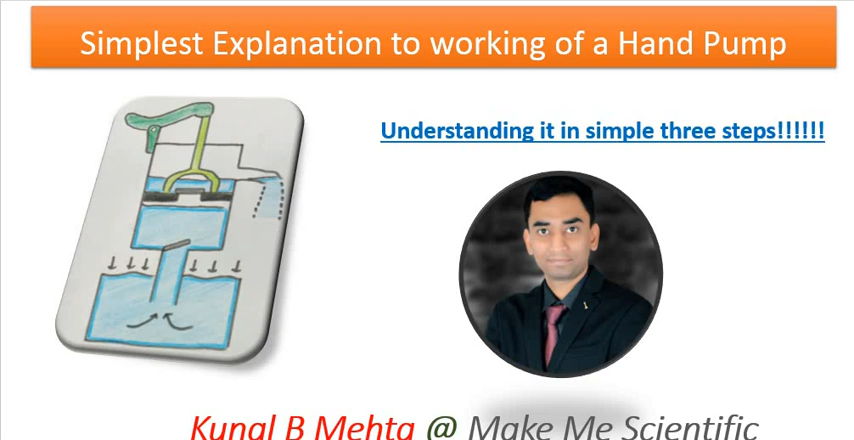 Simplest Explanation to working of a Hand Pump
Understanding it in simple three steps!!!!!!
Kunal B Mehta @ Make Me Scientific